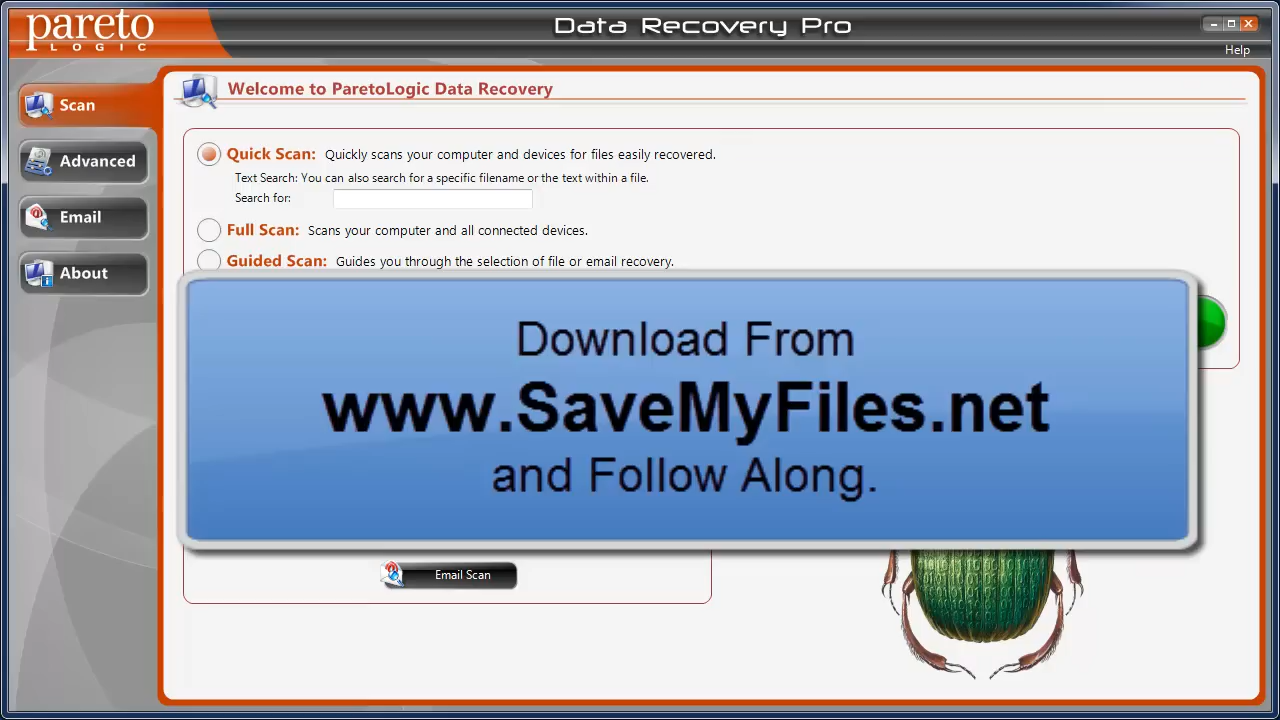 pareto
LOGIC
Data Recovery Pro
Help
Scan
Advanced
Email
About
Welcome to ParetoLogic Data Recovery
Quick Scan: Quickly scans your computer and devices for files easily recovered.
Text Search: You can also search for a specific filename or the text within a file.
Search for:
Full Scan: Scans your computer and all connected devices.
Guided Scan: Guides you through the selection of file or email recovery.
Download From
www.SaveMyFiles.net
and Follow Along.
Email Scan